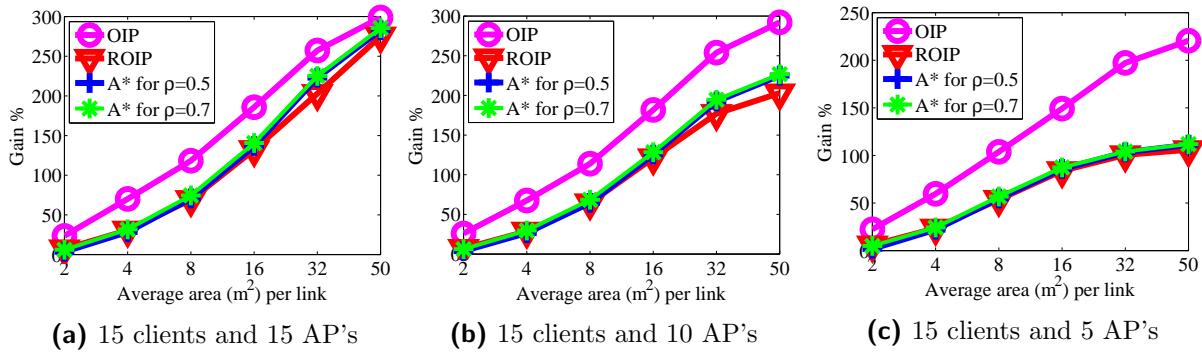 300
250
200
150
100
50
0
Gain %
OIP
ROIP
A* for ρ=0.5
A* for ρ=0.7
2 4 8 16 32 50
Average area (m²) per link
(a) 15 clients and 15 AP's
300
250
200
150
100
50
0
Gain %
OIP
ROIP
A* for ρ=0.5
A* for ρ=0.7
2 4 8 16 32 50
Average area (m²) per link
(b) 15 clients and 10 AP's
250
200
150
100
50
0
Gain %
OIP
ROIP
A* for ρ=0.5
A* for ρ=0.7
2 4 8 16 32 50
Average area (m²) per link
(c) 15 clients and 5 AP's